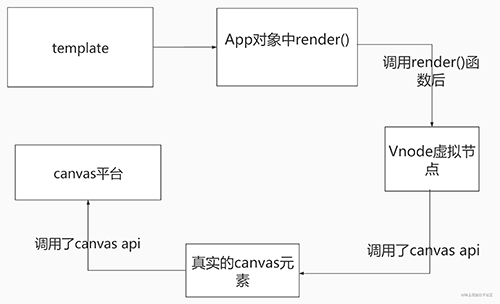 template
App对象中render()
调用render()函
数后
Vnode虚拟节
点
canvas平台
调用了canvas api
调用了canvas api
真实的canvas元
素